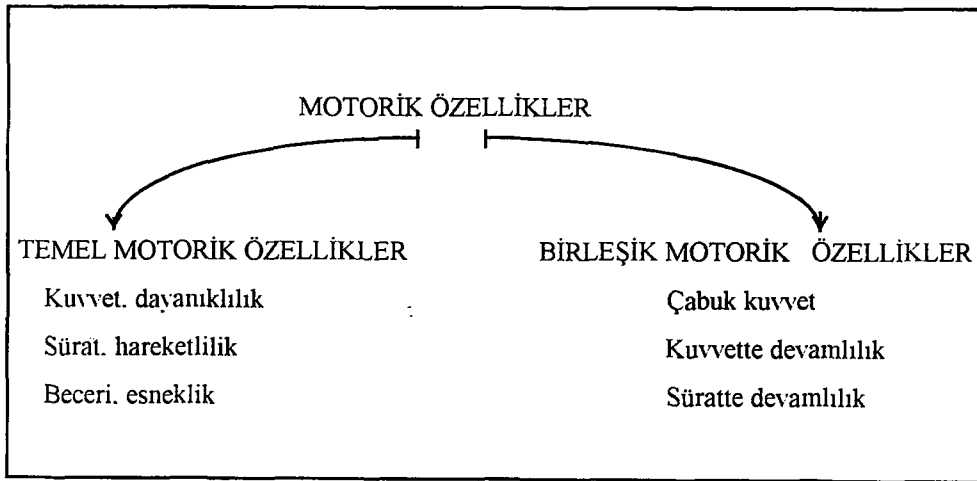 MOTORİK ÖZELLİKLER
TEMEL MOTORİK ÖZELLİKLER
Kuvvet. dayanıklılık
Sürat. hareketlilik
Beceri. esneklik
BİRLEŞİK MOTORİK ÖZELLİKLER
Çabuk kuvvet
Kuvvette devamlılık
Süratte devamlılık